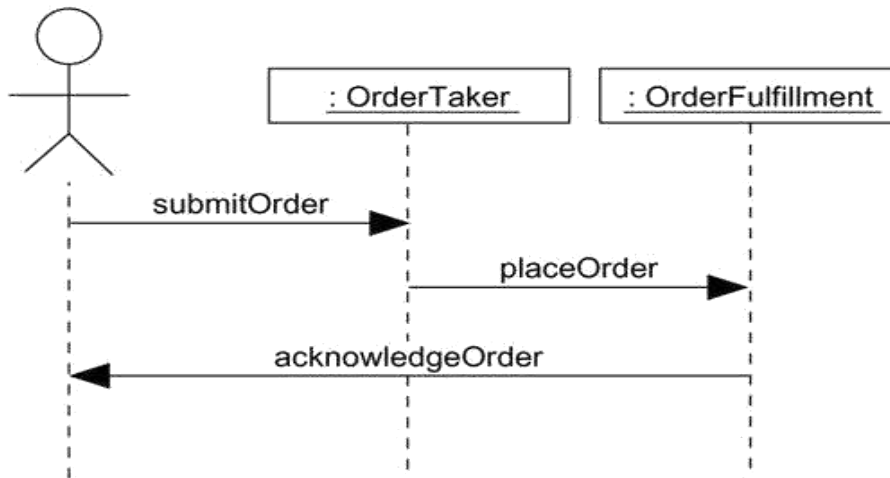 : OrderTaker
: OrderFulfillment
submitOrder
placeOrder
acknowledgeOrder